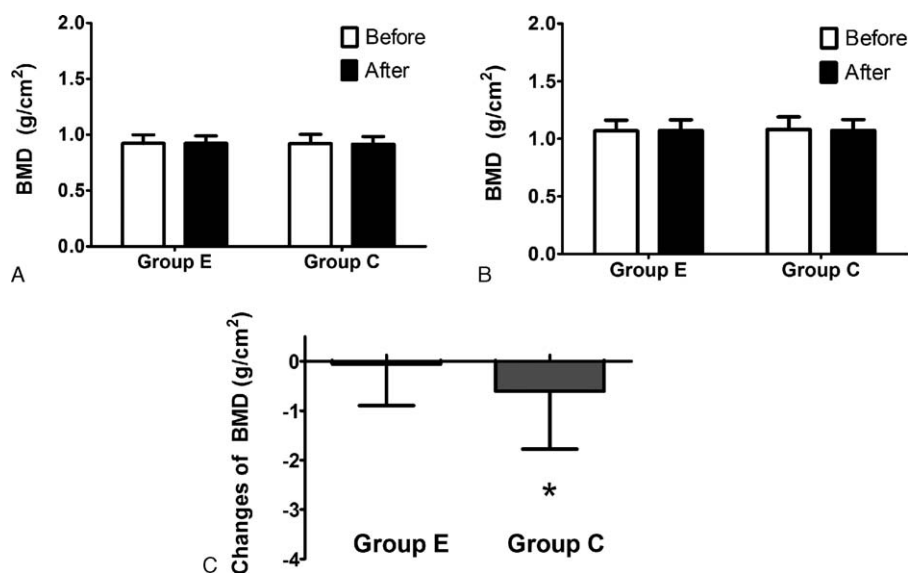 BMD (g/cm²)
2.0
1.5
1.0
0.5
0.0
Before
After
Group E
Group C
A
BMD (g/cm²)
2.0
1.5
1.0
0.5
0.0
Before
After
Group E
Group C
B
Changes of BMD (g/cm²)
0
-1
-2
-3
-4
*
Group E
Group C
C